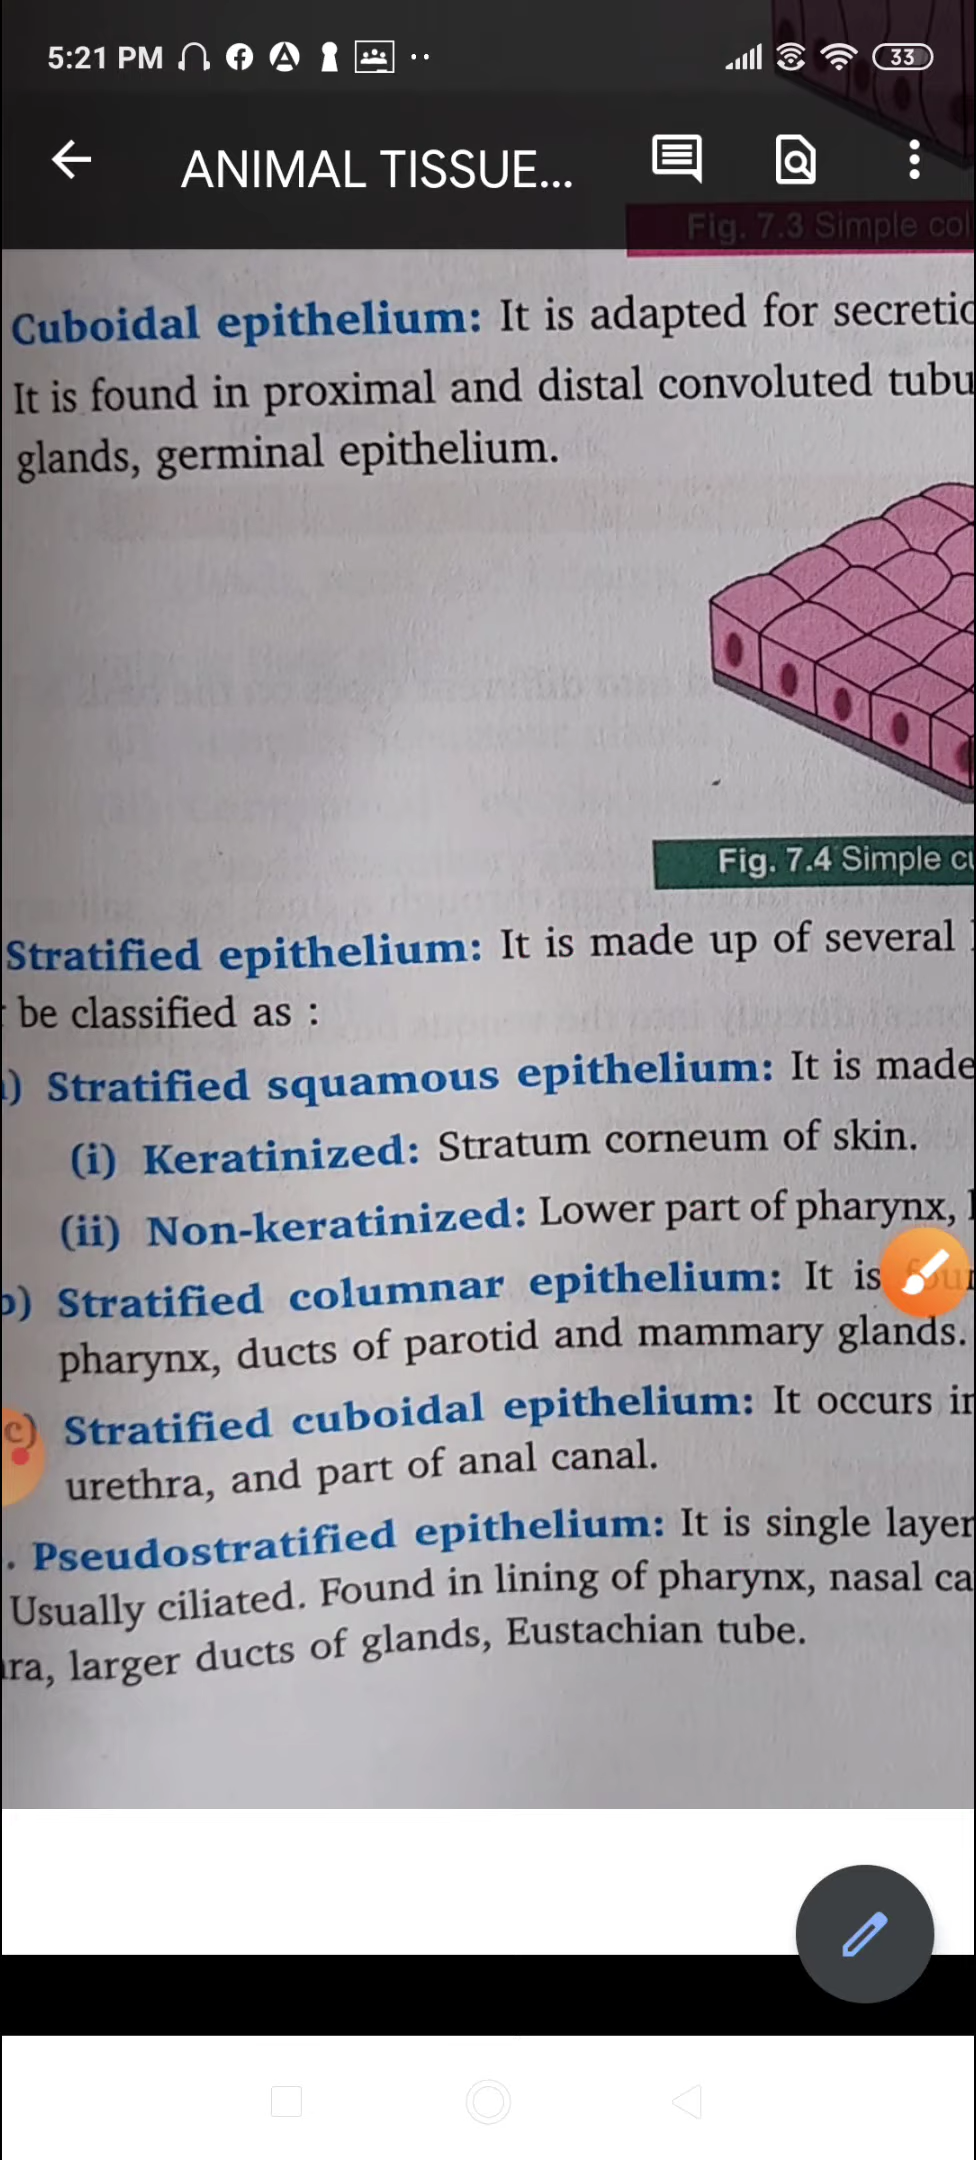 5:21 PM
33
ANIMAL TISSUE...
Fig. 7.3 Simple col
Cuboidal epithelium: It is adapted for secretic
It is found in proximal and distal convoluted tubu
glands, germinal epithelium.
Fig. 7.4 Simple cu
Stratified epithelium: It is made up of several
be classified as :
) Stratified squamous epithelium: It is made
(i) Keratinized: Stratum corneum of skin.
(ii) Non-keratinized: Lower part of pharynx,
) Stratified columnar epithelium: It is
pharynx, ducts of parotid and mammary glands.
c) Stratified cuboidal epithelium: It occurs in
urethra, and part of anal canal.
. Pseudostratified epithelium: It is single layer
Usually ciliated. Found in lining of pharynx, nasal ca
ra, larger ducts of glands, Eustachian tube.